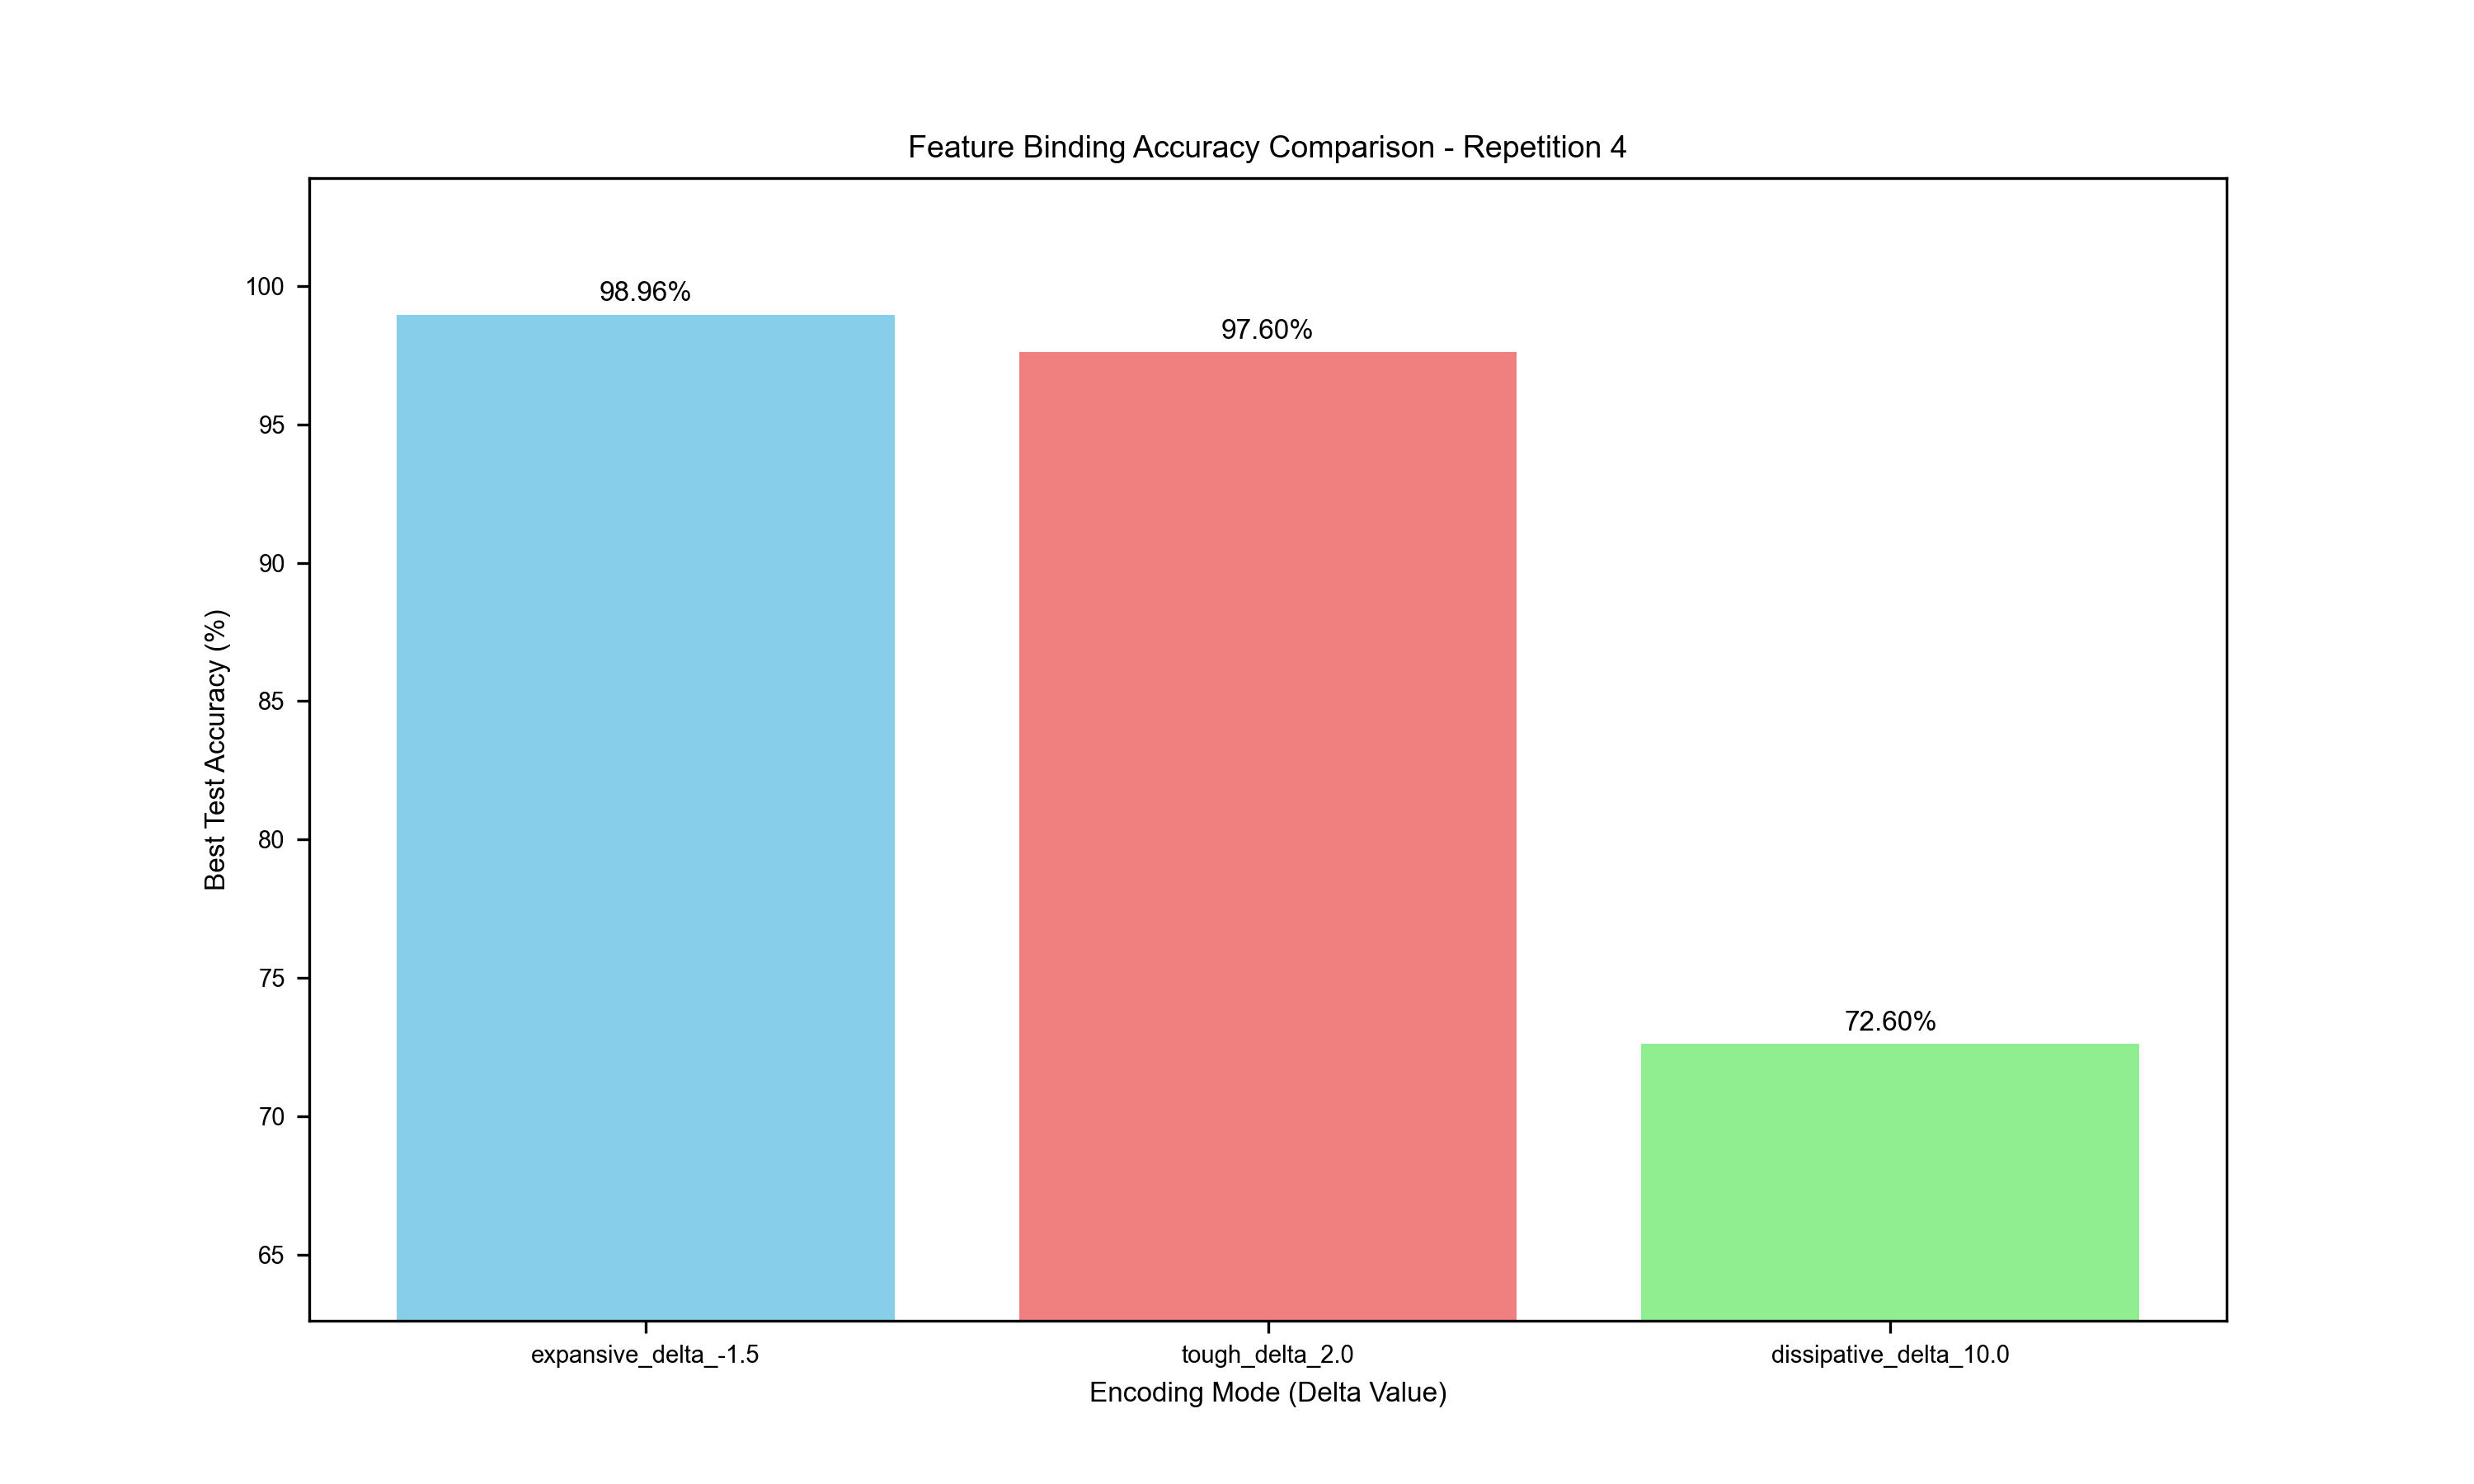 Feature Binding Accuracy Comparison - Repetition 4
Best Test Accuracy (%)
100
95
90
85
80
75
70
65
98.96%
97.60%
72.60%
expansive_delta_-1.5
tough_delta_2.0
dissipative_delta_10.0
Encoding Mode (Delta Value)